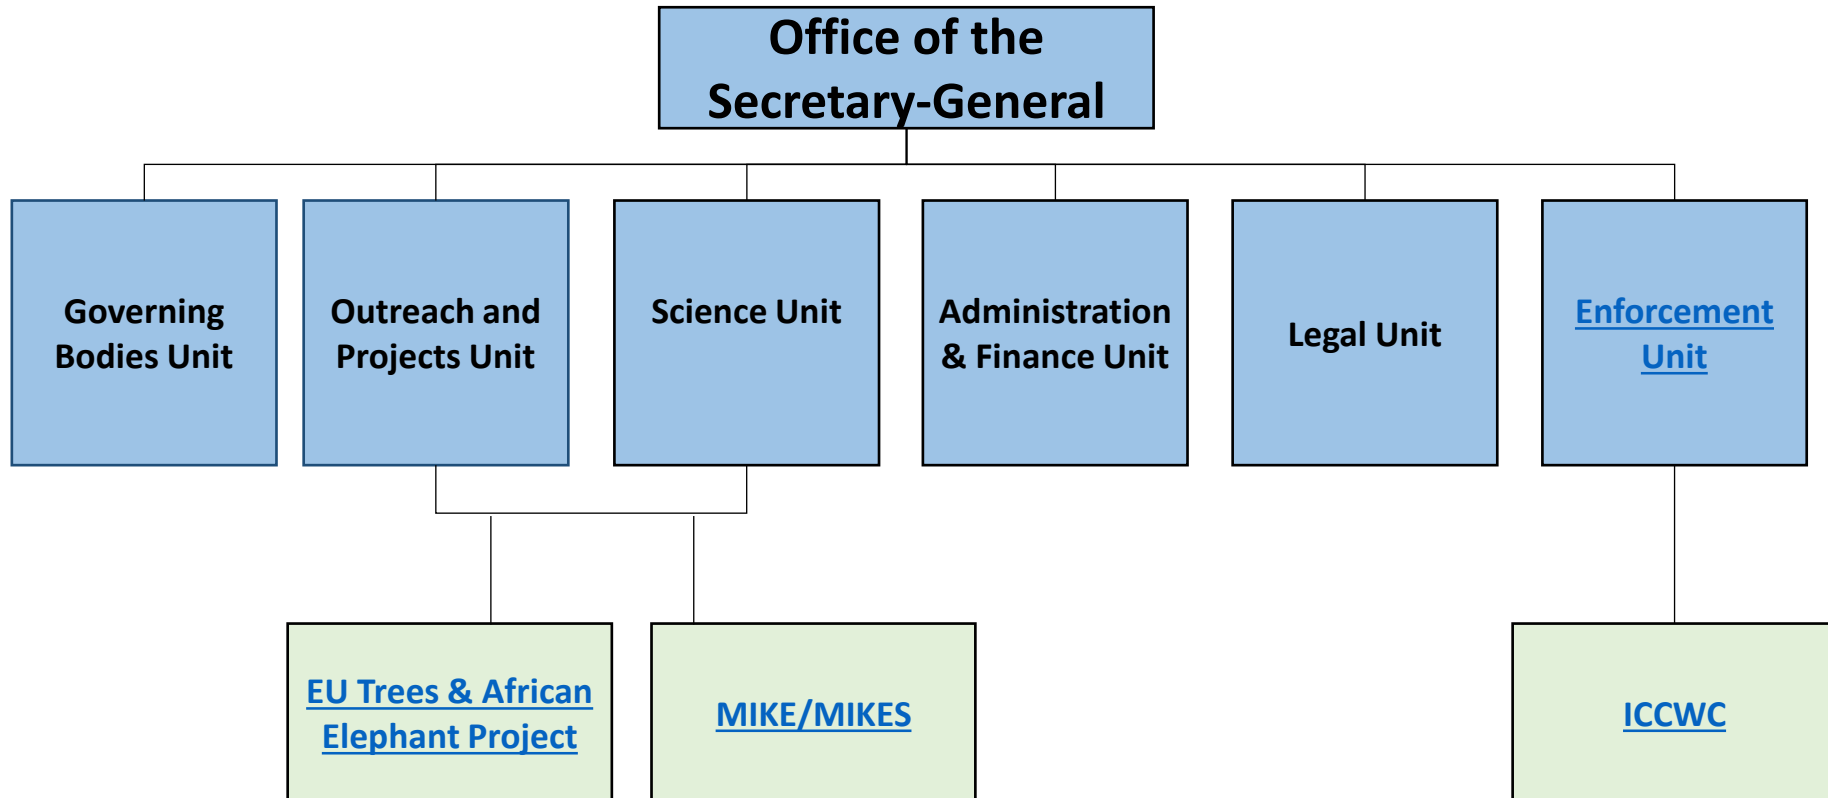 Office of the
Secretary-General
Governing
Bodies Unit
Outreach and
Projects Unit
Science Unit
Administration
& Finance Unit
Legal Unit
Enforcement
Unit
EU Trees & African
Elephant Project
MIKE/MIKES
ICCWC